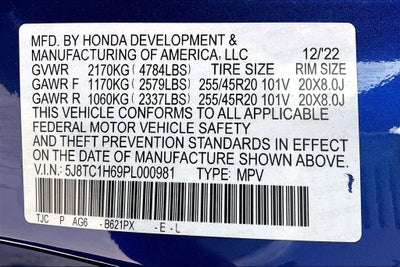 MFD. BY HONDA DEVELOPMENT &
MANUFACTURING OF AMERICA, LLC 12/'22
GVWR 2170KG (4784LBS) TIRE SIZE RIM SIZE
GAWR F 1170KG (2579LBS) 255/45R20 101V 20X8.0J
GAWR R 1060KG (2337LBS) 255/45R20 101V 20X8.0J
THIS VEHICLE CONFORMS TO ALL APPLICABLE
FEDERAL MOTOR VEHICLE SAFETY
AND THEFT PREVENTION STANDARDS IN EFFECT
ON THE DATE OF MANUFACTURE SHOWN ABOVE.
V.I.N.: 5J8TC1H69PL000981 TYPE: MPV
TJC P AG6 - B621PX - E - L